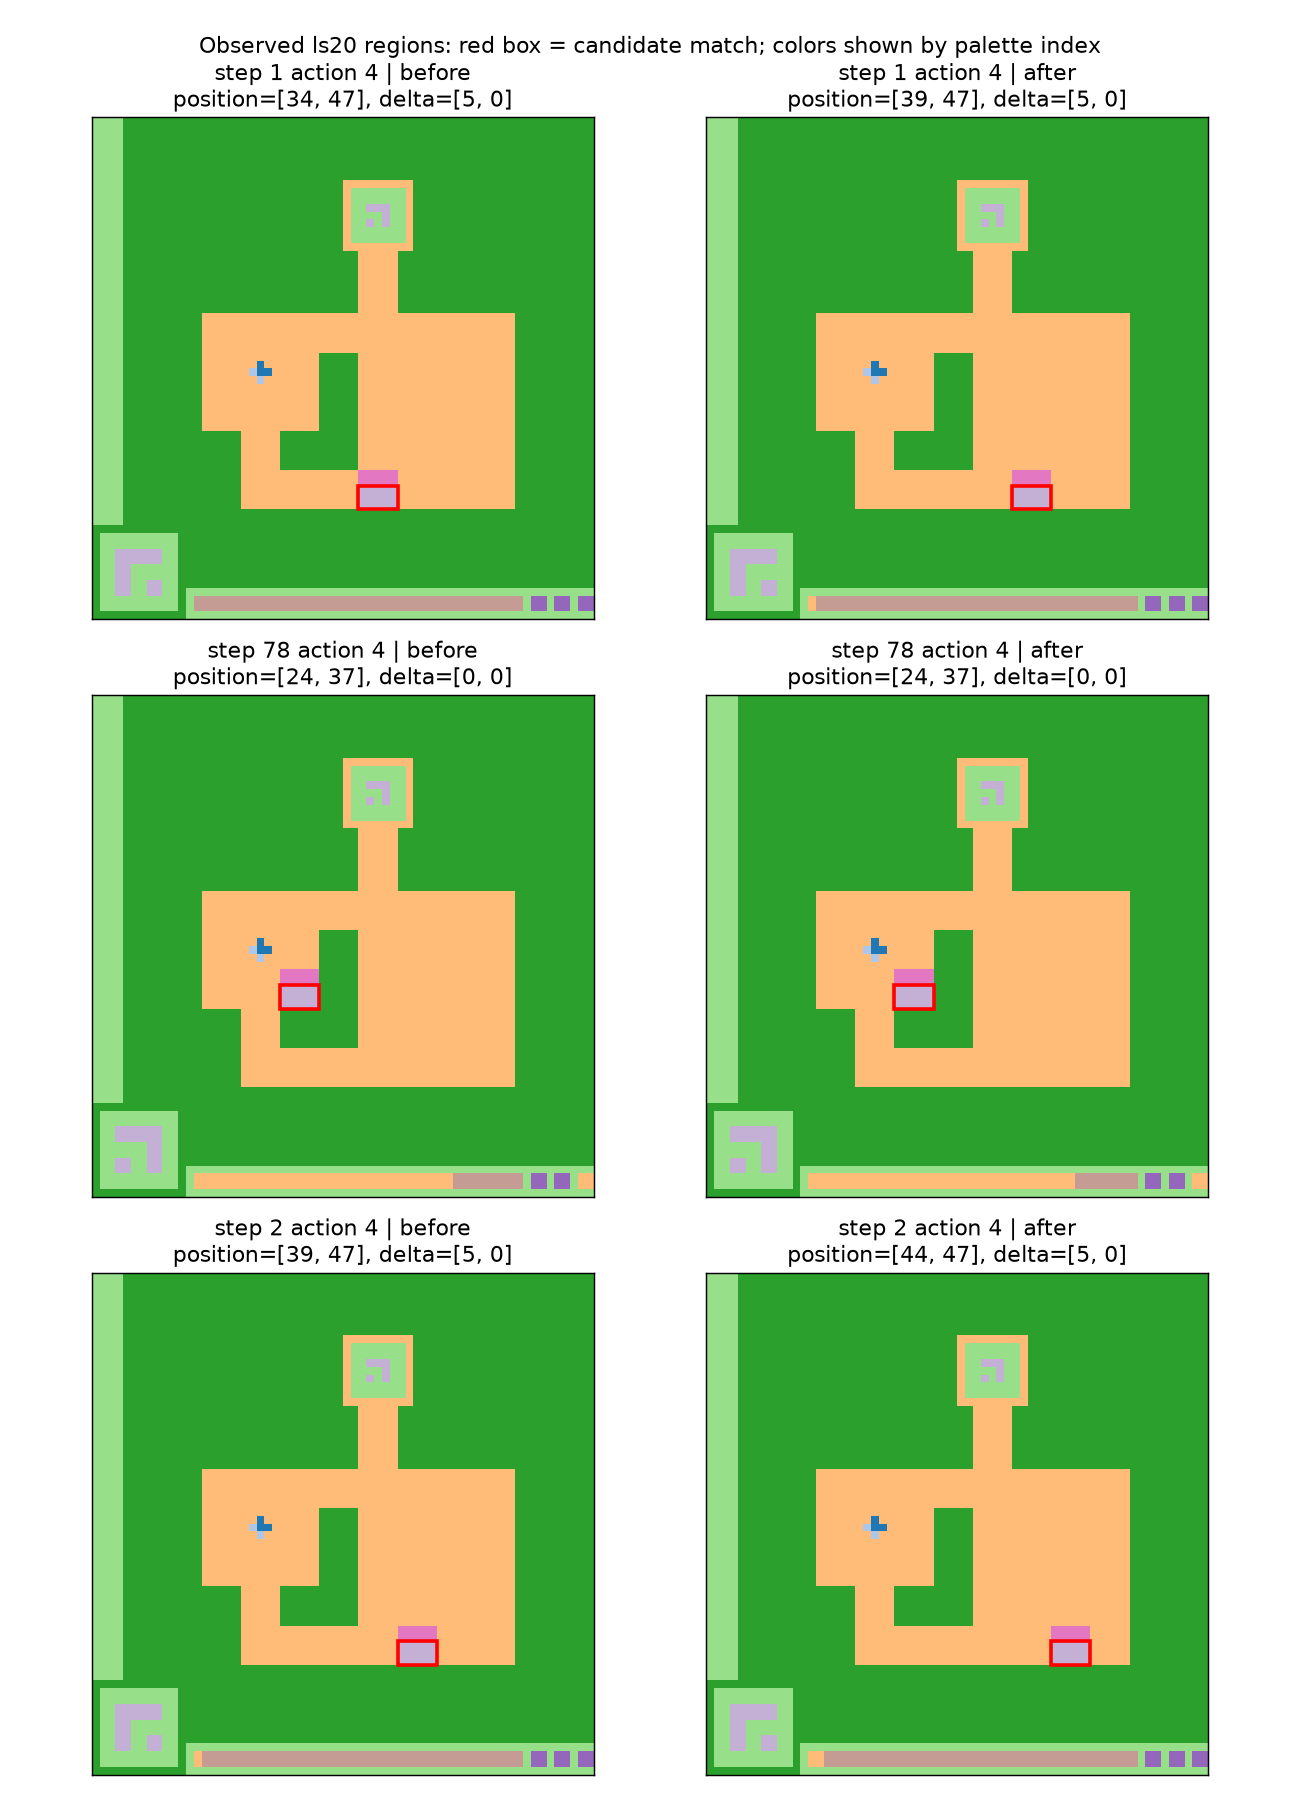 Observed ls20 regions: red box = candidate match; colors shown by palette index
step 1 action 4 | before
position=[34, 47], delta=[5, 0]
step 1 action 4 | after
position=[39, 47], delta=[5, 0]
step 78 action 4 | before
position=[24, 37], delta=[0, 0]
step 78 action 4 | after
position=[24, 37], delta=[0, 0]
step 2 action 4 | before
position=[39, 47], delta=[5, 0]
step 2 action 4 | after
position=[44, 47], delta=[5, 0]